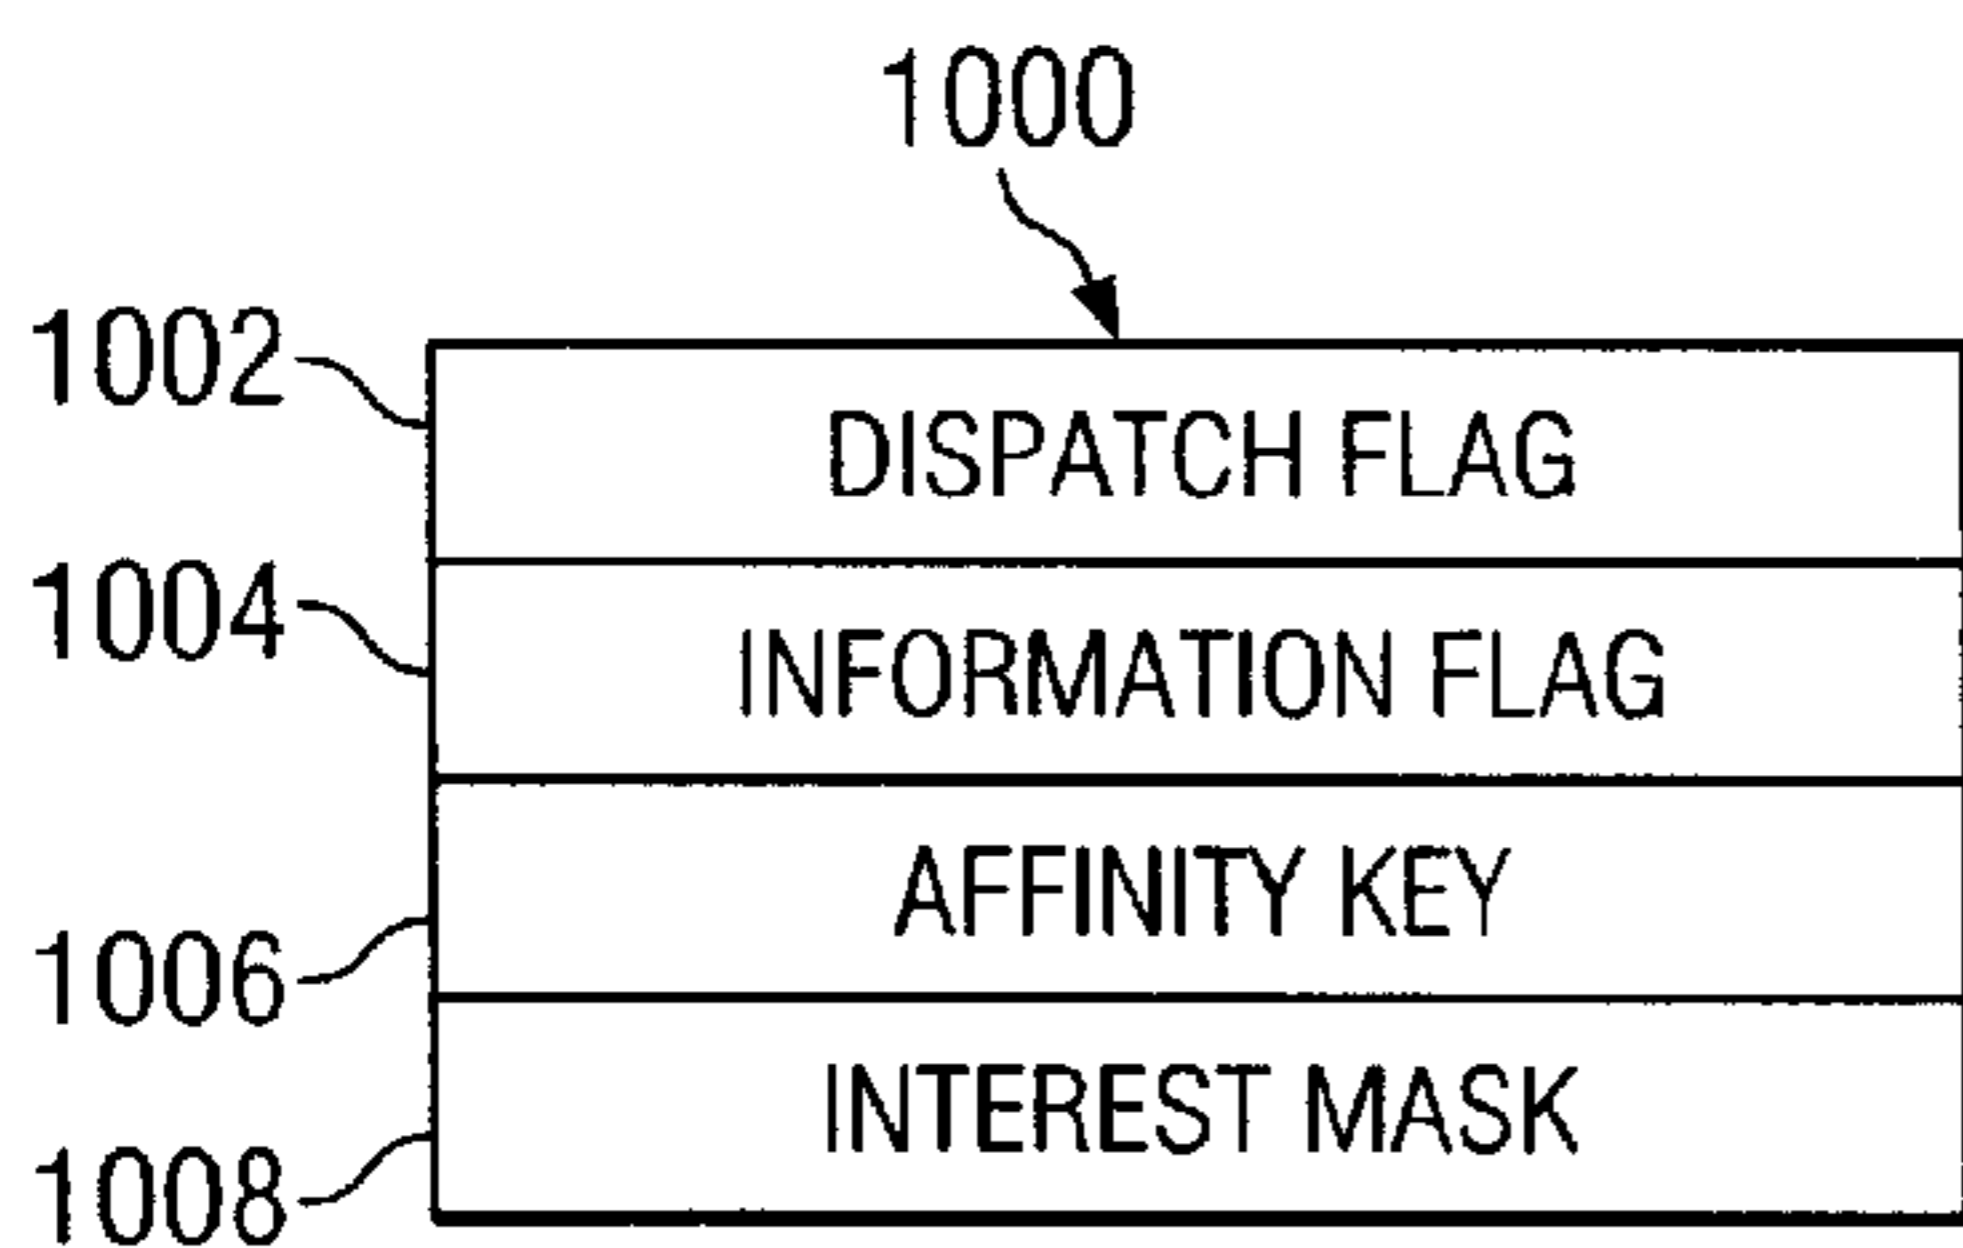 1000
1002
DISPATCH FLAG
1004
INFORMATION FLAG
1006
AFFINITY KEY
1008
INTEREST MASK